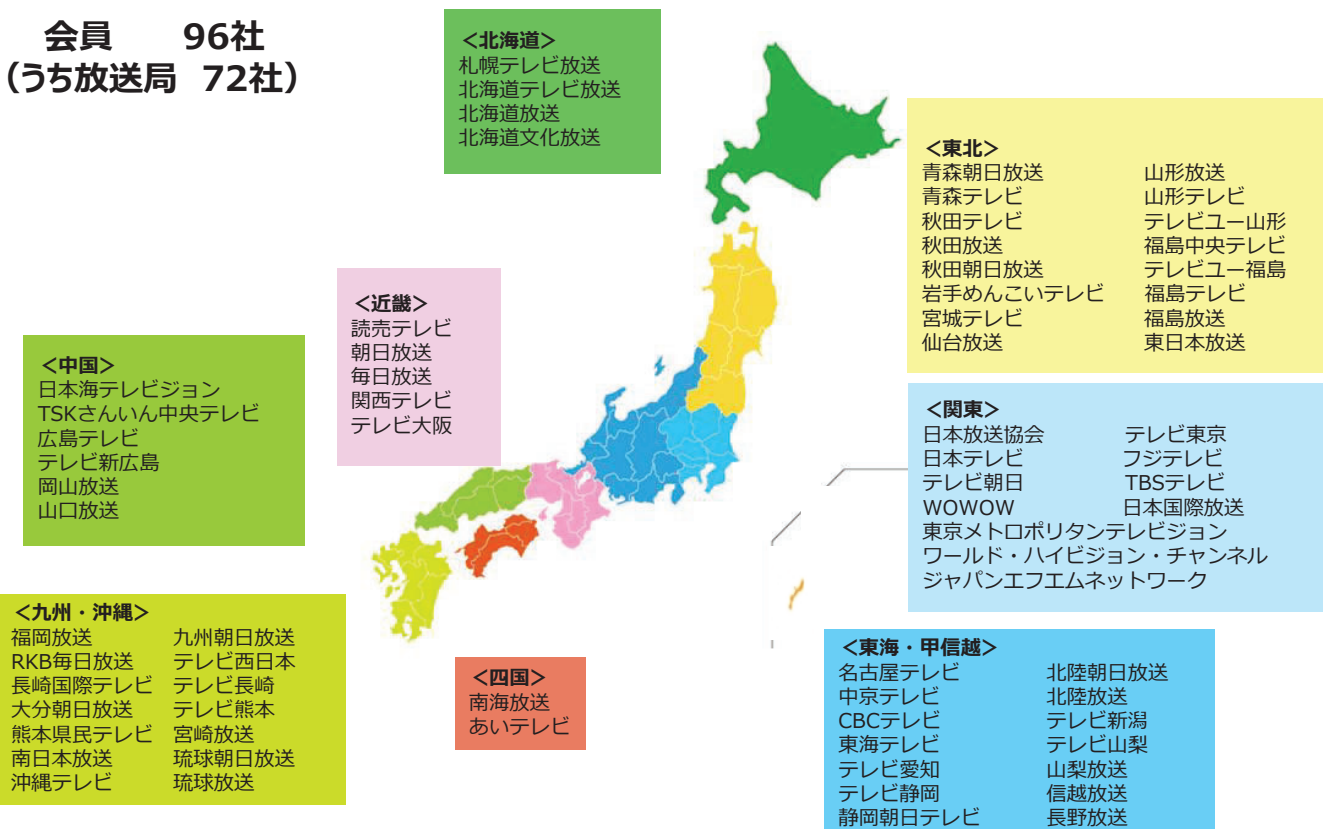 会員 96社
(うち放送局 72社)
<北海道>
札幌テレビ放送
北海道テレビ放送
北海道放送
北海道文化放送
<東北>
青森朝日放送 山形放送
青森テレビ 山形テレビ
秋田テレビ テレビユー山形
秋田放送 福島中央テレビ
秋田朝日放送 テレビユー福島
岩手めんこいテレビ 福島テレビ
宮城テレビ 福島放送
仙台放送 東日本放送
<近畿>
読売テレビ
朝日放送
毎日放送
関西テレビ
テレビ大阪
<中国>
日本海テレビジョン
TSKさんいん中央テレビ
広島テレビ
テレビ新広島
岡山放送
山口放送
<関東>
日本放送協会 テレビ東京
日本テレビ フジテレビ
テレビ朝日 TBSテレビ
WOWOW 日本国際放送
東京メトロポリタンテレビジョン
ワールド・ハイビジョン・チャンネル
ジャパンエフエムネットワーク
<九州・沖縄>
福岡放送 九州朝日放送
RKB毎日放送 テレビ西日本
長崎国際テレビ テレビ長崎
大分朝日放送 テレビ熊本
熊本県民テレビ 宮崎放送
南日本放送 琉球朝日放送
沖縄テレビ 琉球放送
<四国>
南海放送
あいテレビ
<東海・甲信越>
名古屋テレビ 北陸朝日放送
中京テレビ 北陸放送
CBCテレビ テレビ新潟
東海テレビ テレビ山梨
テレビ愛知 山梨放送
テレビ静岡 信越放送
静岡朝日テレビ 長野放送